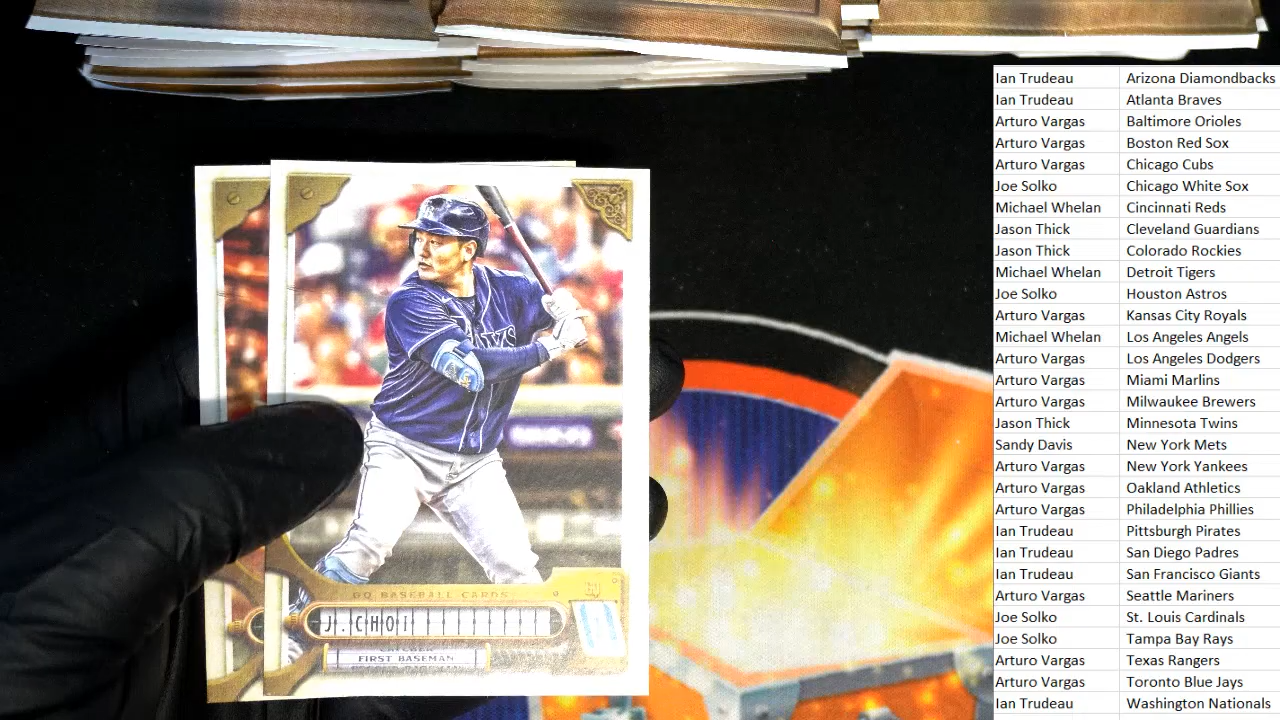 Ian Trudeau Arizona Diamondbacks
Ian Trudeau Atlanta Braves
Arturo Vargas Baltimore Orioles
Arturo Vargas Boston Red Sox
Arturo Vargas Chicago Cubs
Joe Solko Chicago White Sox
Michael Whelan Cincinnati Reds
Jason Thick Cleveland Guardians
Jason Thick Colorado Rockies
Michael Whelan Detroit Tigers
Joe Solko Houston Astros
Arturo Vargas Kansas City Royals
Michael Whelan Los Angeles Angels
Arturo Vargas Los Angeles Dodgers
Arturo Vargas Miami Marlins
Arturo Vargas Milwaukee Brewers
Jason Thick Minnesota Twins
Sandy Davis New York Mets
Arturo Vargas New York Yankees
Arturo Vargas Oakland Athletics
Arturo Vargas Philadelphia Phillies
Ian Trudeau Pittsburgh Pirates
Ian Trudeau San Diego Padres
Ian Trudeau San Francisco Giants
Arturo Vargas Seattle Mariners
Joe Solko St. Louis Cardinals
Joe Solko Tampa Bay Rays
Arturo Vargas Texas Rangers
Arturo Vargas Toronto Blue Jays
Ian Trudeau Washington Nationals
GQ BASEBALL CARDS
J. CHOI
FIRST BASEMAN